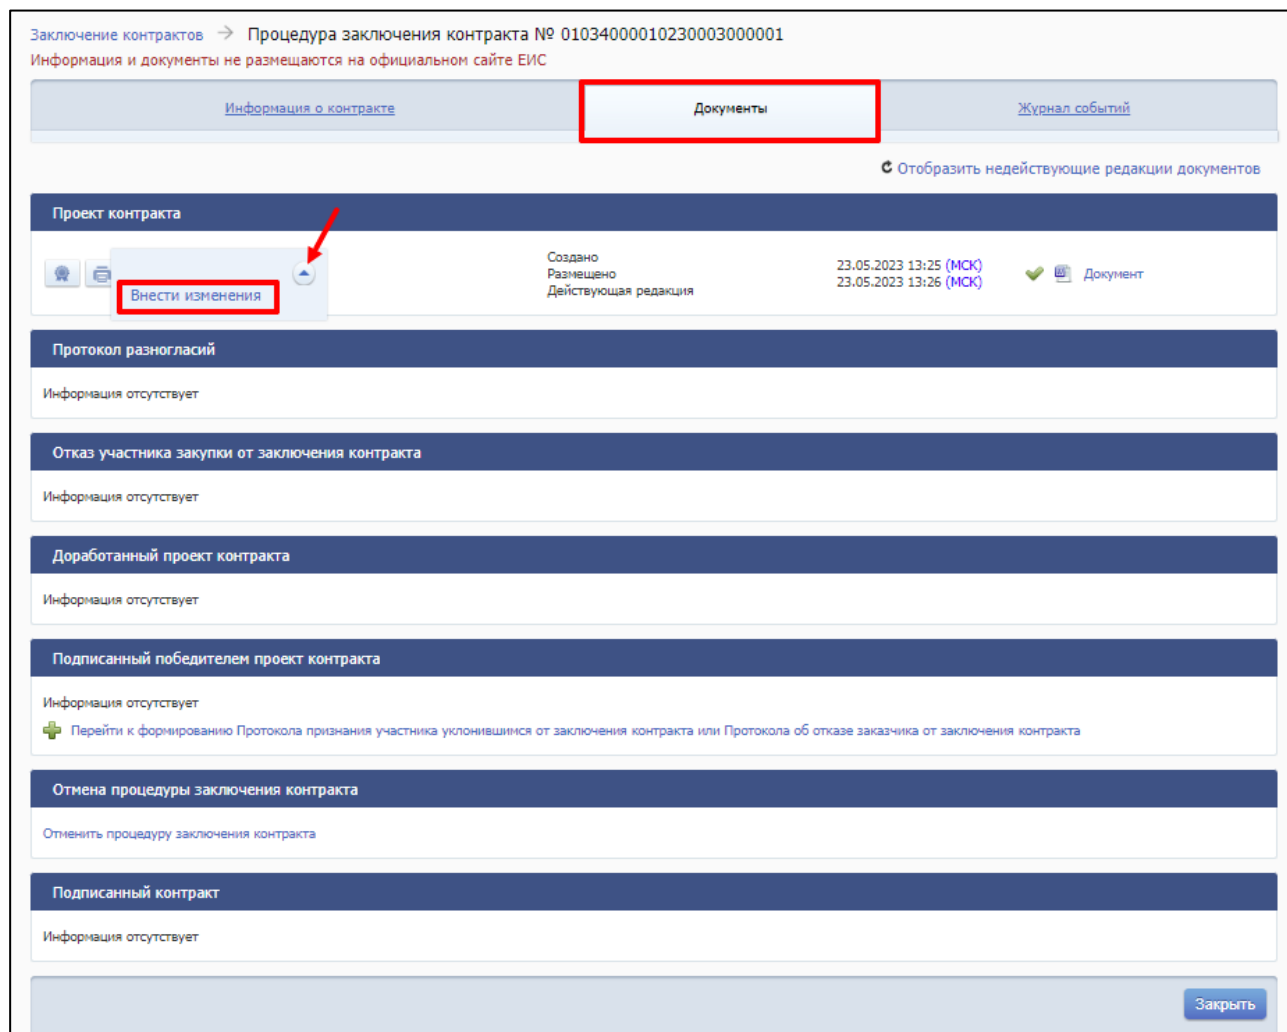 Заключение контрактов → Процедура заключения контракта № 01034000010230003000001
Информация и документы не размещаются на официальном сайте ЕИС
Информация о контракте
Документы
Журнал событий
Отобразить недействующие редакции документов
Проект контракта
Внести изменения
Создано 23.05.2023 13:25 (МСК)
Размещено 23.05.2023 13:26 (МСК)
Действующая редакция
Документ
Протокол разногласий
Информация отсутствует
Отказ участника закупки от заключения контракта
Информация отсутствует
Доработанный проект контракта
Информация отсутствует
Подписанный победителем проект контракта
Информация отсутствует
Перейти к формированию Протокола признания участника уклонившимся от заключения контракта или Протокола об отказе заказчика от заключения контракта
Отмена процедуры заключения контракта
Отменить процедуру заключения контракта
Подписанный контракт
Информация отсутствует
Закрыть